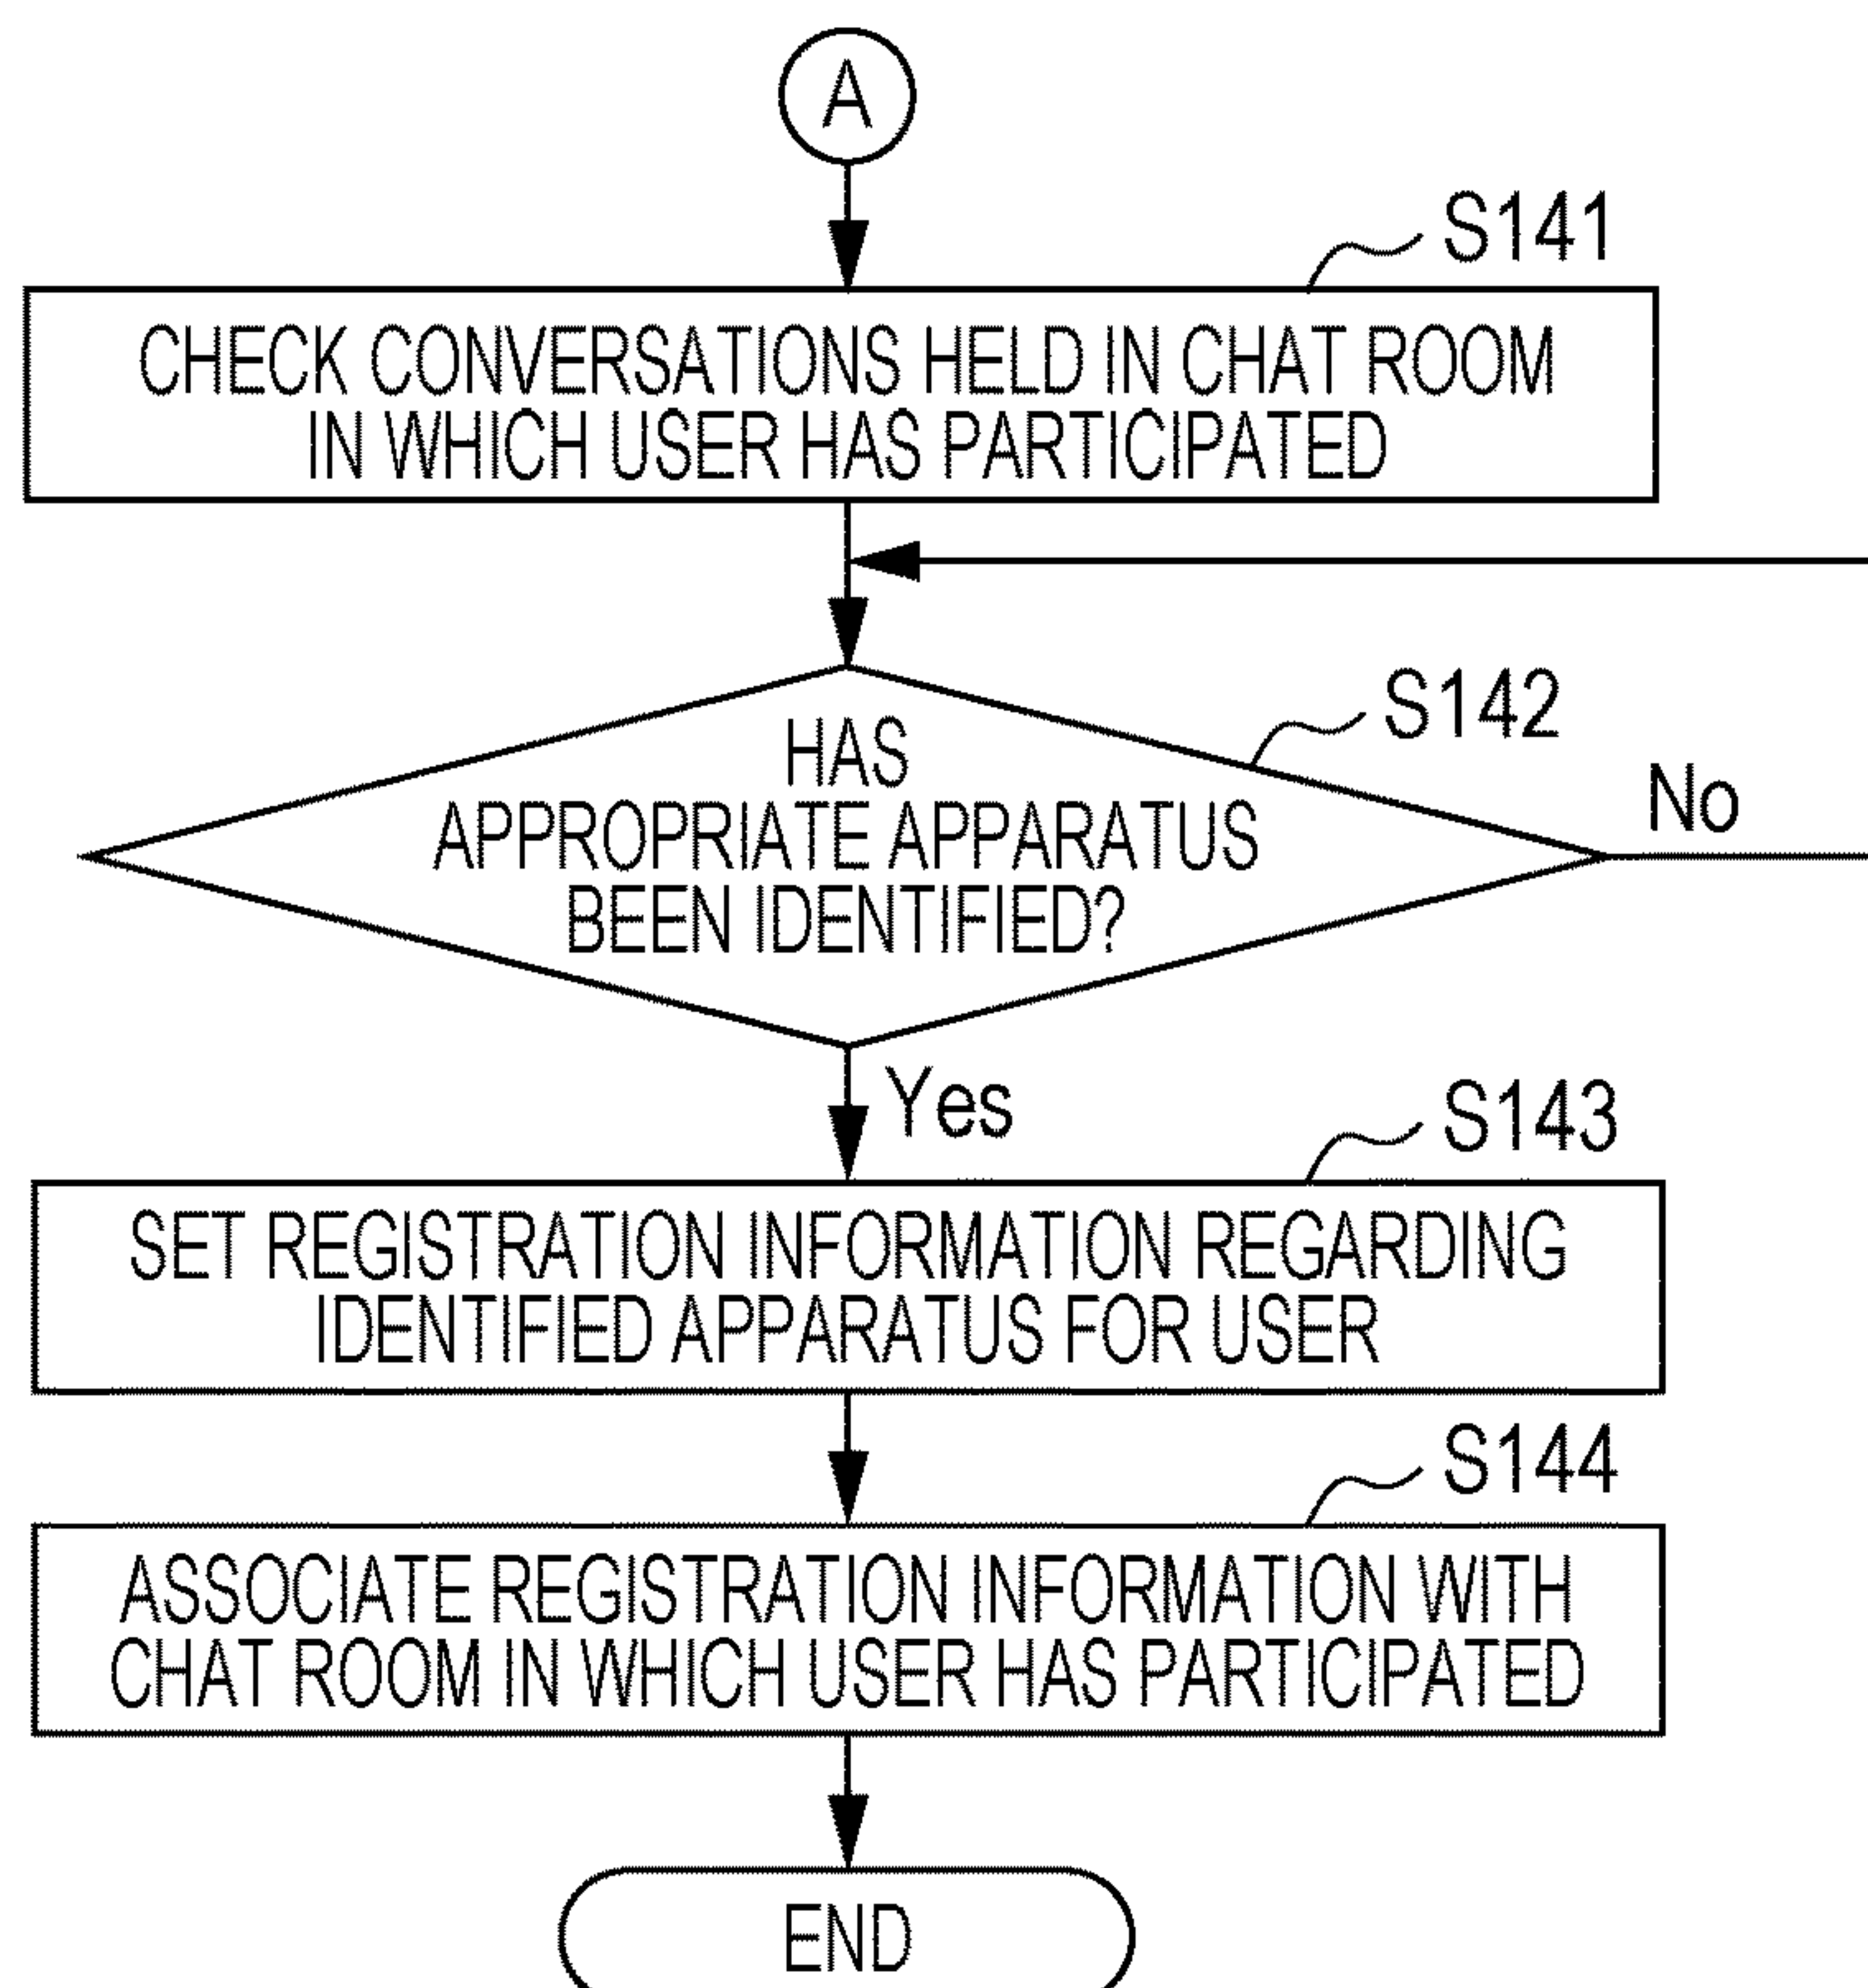 A
S141
CHECK CONVERSATIONS HELD IN CHAT ROOM
IN WHICH USER HAS PARTICIPATED
S142
HAS
APPROPRIATE APPARATUS
BEEN IDENTIFIED?
No
Yes
S143
SET REGISTRATION INFORMATION REGARDING
IDENTIFIED APPARATUS FOR USER
S144
ASSOCIATE REGISTRATION INFORMATION WITH
CHAT ROOM IN WHICH USER HAS PARTICIPATED
END